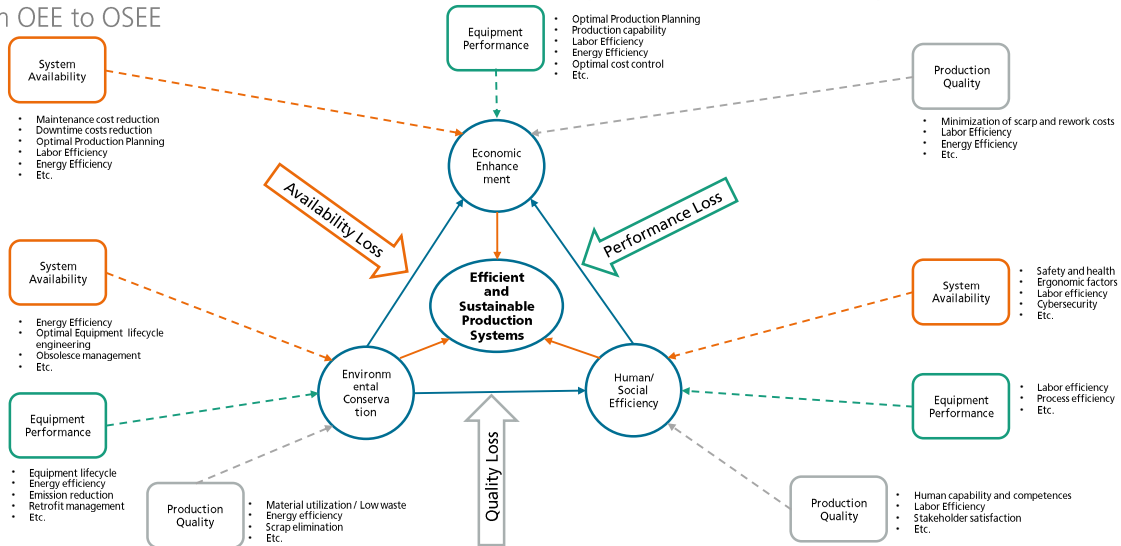 n OEE to OSEE
Equipment
Performance
• Optimal Production Planning
• Production capability
• Labor Efficiency
• Energy Efficiency
• Optimal cost control
• Etc.
System
Availability
• Maintenance cost reduction
• Downtime costs reduction
• Optimal Production Planning
• Labor Efficiency
• Energy Efficiency
• Etc.
Production
Quality
• Minimization of scarp and rework costs
• Labor Efficiency
• Energy Efficiency
• Etc.
Economic
Enhance
ment
Availability Loss
Performance Loss
Efficient
and
Sustainable
Production
Systems
System
Availability
• Energy Efficiency
• Optimal Equipment lifecycle
engineering
• Obsolesce management
• Etc.
System
Availability
• Safety and health
• Ergonomic factors
• Labor efficiency
• Cybersecurity
• Etc.
Environm
ental
Conserva
tion
Human/
Social
Efficiency
Equipment
Performance
• Equipment lifecycle
• Energy efficiency
• Emission reduction
• Retrofit management
• Etc.
Equipment
Performance
• Labor efficiency
• Process efficiency
• Etc.
Production
Quality
• Material utilization / Low waste
• Energy efficiency
• Scrap elimination
• Etc.
Quality Loss
Production
Quality
• Human capability and competences
• Labor Efficiency
• Stakeholder satisfaction
• Etc.